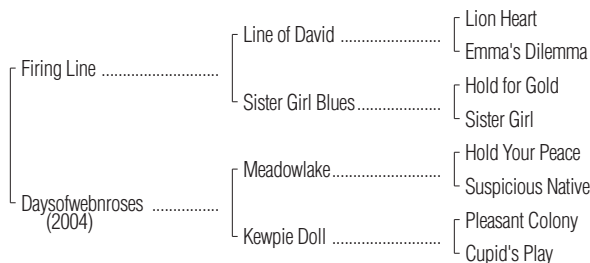 Lion Heart
Line of David ....................
Emma's Dilemma
Firing Line ........................
Hold for Gold
Sister Girl Blues.................
Sister Girl
Hold Your Peace
Meadowlake......................
Suspicious Native
Daysofwebnroses .............
(2004)
Pleasant Colony
Kewpie Doll ......................
Cupid's Play